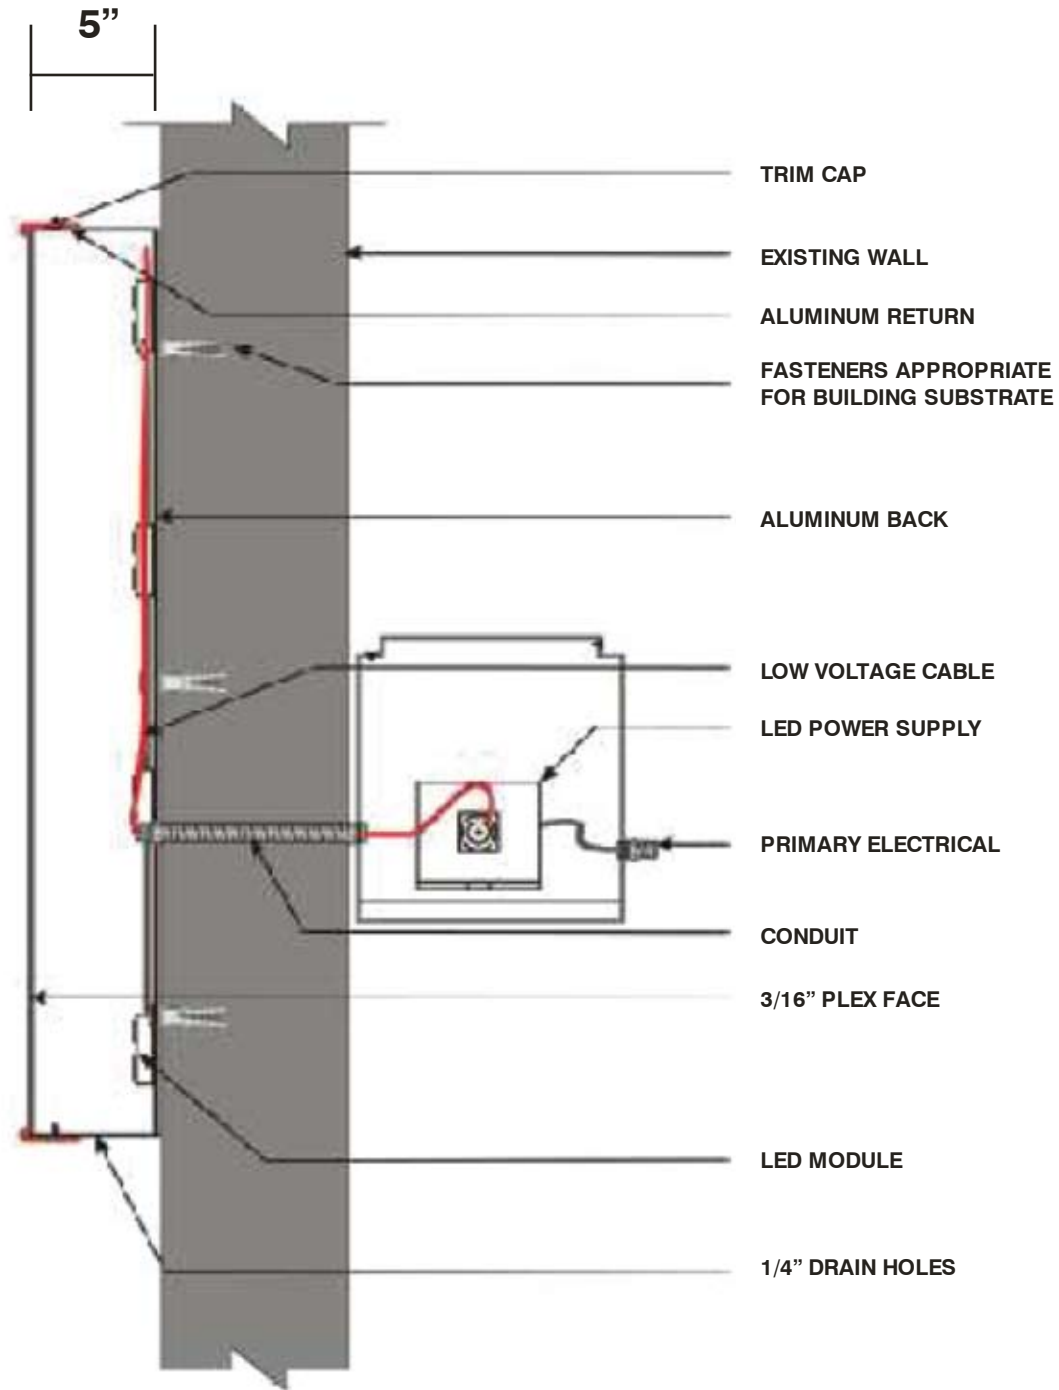 5”
TRIM CAP
EXISTING WALL
ALUMINUM RETURN
FASTENERS APPROPRIATE
FOR BUILDING SUBSTRATE
ALUMINUM BACK
LOW VOLTAGE CABLE
LED POWER SUPPLY
PRIMARY ELECTRICAL
CONDUIT
3/16” PLEX FACE
LED MODULE
1/4” DRAIN HOLES